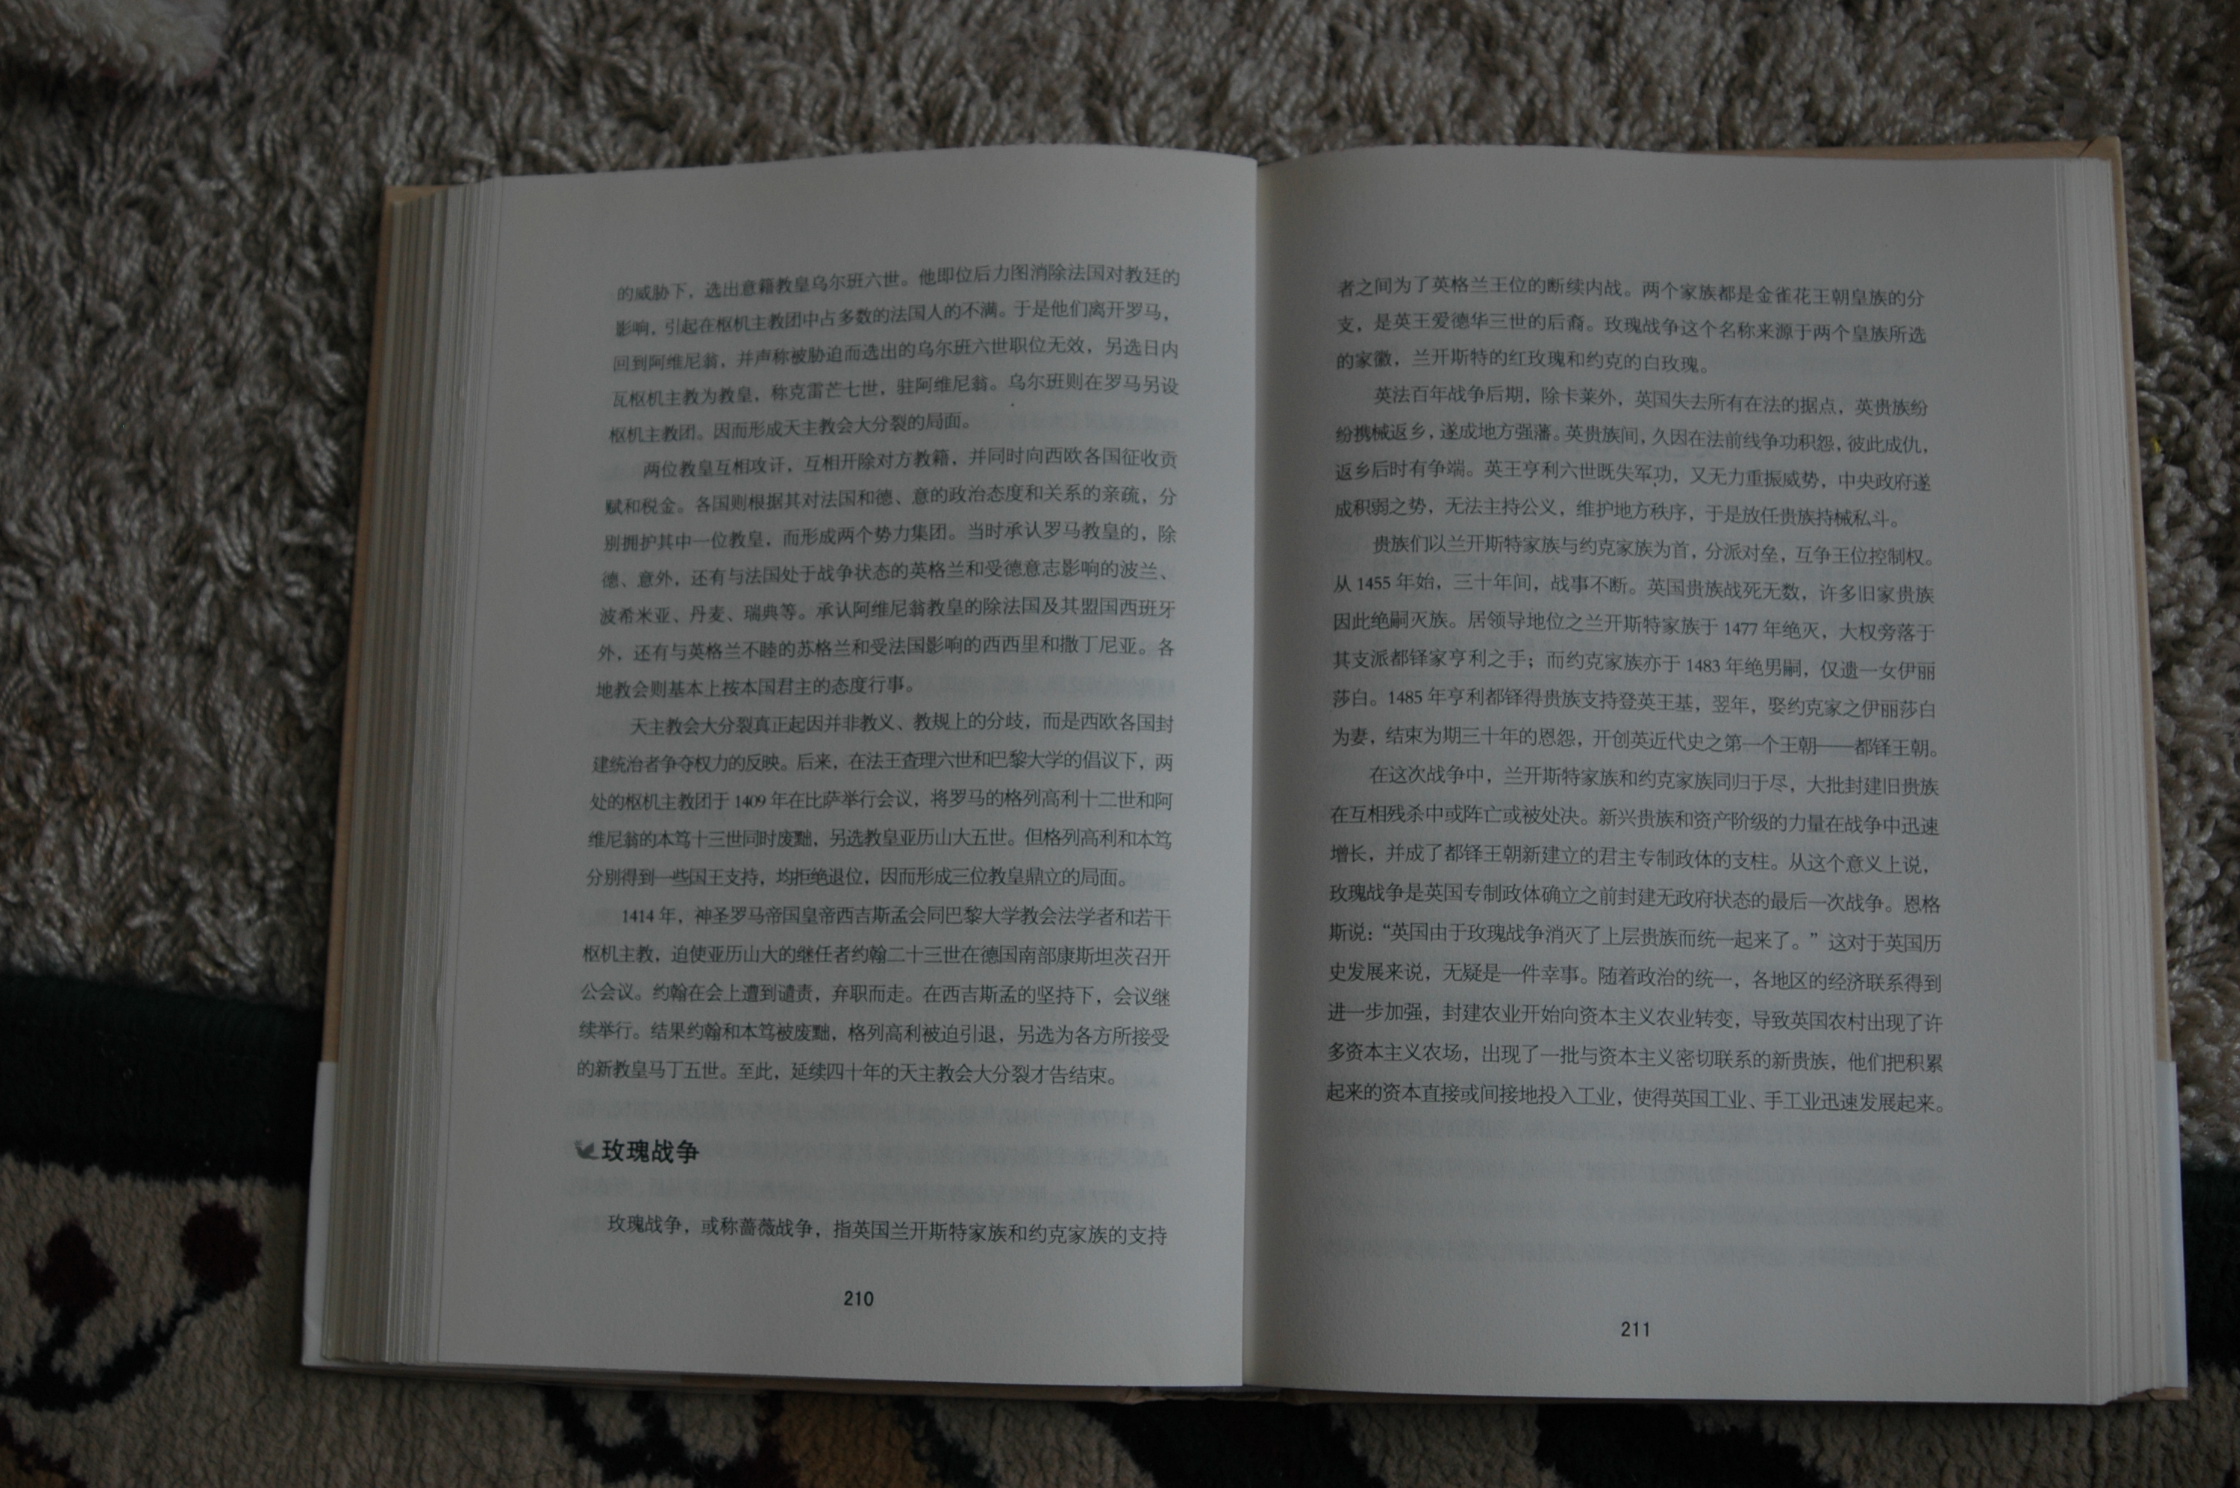 的威胁下，选出意籍教皇乌尔班六世。他即位后力图消除法国对教廷的
影响，引起在枢机主教团中占多数的法国人的不满。于是他们离开罗马，
回到阿维尼翁，并声称被胁迫而选出的乌尔班六世职位无效，另选日内
瓦枢机主教为教皇，称克雷芒七世，驻阿维尼翁。乌尔班则在罗马另设
枢机主教团。因而形成天主教会大分裂的局面。
两位教皇互相攻讦，互相开除对方教籍，并同时向西欧各国征收贡
赋和税金。各国则根据其对法国和德、意的政治态度和关系的亲疏，分
别拥护其中一位教皇，而形成两个势力集团。当时承认罗马教皇的，除
德、意外，还有与法国处于战争状态的英格兰和受德意志影响的波兰、
波希米亚、丹麦、瑞典等。承认阿维尼翁教皇的除法国及其盟国西班牙
外，还有与英格兰不睦的苏格兰和受法国影响的西西里和撒丁尼亚。各
地教会则基本上按本国君主的态度行事。
天主教会大分裂真正起因并非教义、教规上的分歧，而是西欧各国封
建统治者争夺权力的反映。后来，在法王查理六世和巴黎大学的倡议下，两
处的枢机主教团于1409年在比萨举行会议，将罗马的格列高利十二世和阿
维尼翁的本笃十三世同时废黜，另选教皇亚历山大五世。但格列高利和本笃
分别得到一些国王支持，均拒绝退位，因而形成三位教皇鼎立的局面。
1414年，神圣罗马帝国皇帝西吉斯孟会同巴黎大学教会法学者和若干
枢机主教，迫使亚历山大的继任者约翰二十三世在德国南部康斯坦茨召开
公会议。约翰在会上遭到谴责，弃职而走。在西吉斯孟的坚持下，会议继
续举行。结果约翰和本笃被废黜，格列高利被迫引退，另选为各方所接受
的新教皇马丁五世。至此，延续四十年的天主教会大分裂才告结束。
玫瑰战争
玫瑰战争，或称蔷薇战争，指英国兰开斯特家族和约克家族的支持
210
者之间为了英格兰王位的断续内战。两个家族都是金雀花王朝皇族的分
支，是英王爱德华三世的后裔。玫瑰战争这个名称来源于两个皇族所选
的家徽，兰开斯特的红玫瑰和约克的白玫瑰。
英法百年战争后期，除卡莱外，英国失去所有在法的据点，英贵族纷
纷携械返乡，遂成地方强藩。英贵族间，久因在法前线争功积怨，彼此成仇，
返乡后时有争端。英王亨利六世既失军功，又无力重振威势，中央政府遂
成积弱之势，无法主持公义，维护地方秩序，于是放任贵族持械私斗。
贵族们以兰开斯特家族与约克家族为首，分派对垒，互争王位控制权。
从1455年始，三十年间，战事不断。英国贵族战死无数，许多旧家贵族
因此绝嗣灭族。居领导地位之兰开斯特家族于1477年绝灭，大权旁落于
其支派都铎家亨利之手；而约克家族亦于1483年绝男嗣，仅遗一女伊丽
莎白。1485年亨利都铎得贵族支持登英王基，翌年，娶约克家之伊丽莎白
为妻，结束为期三十年的恩怨，开创英近代史之第一个王朝——都铎王朝。
在这次战争中，兰开斯特家族和约克家族同归于尽，大批封建旧贵族
在互相残杀中或阵亡或被处决。新兴贵族和资产阶级的力量在战争中迅速
增长，并成了都铎王朝新建立的君主专制政体的支柱。从这个意义上说，
玫瑰战争是英国专制政体确立之前封建无政府状态的最后一次战争。恩格
斯说：“英国由于玫瑰战争消灭了上层贵族而统一起来了。”这对于英国历
史发展来说，无疑是一件幸事。随着政治的统一，各地区的经济联系得到
进一步加强，封建农业开始向资本主义农业转变，导致英国农村出现了许
多资本主义农场，出现了一批与资本主义密切联系的新贵族，他们把积累
起来的资本直接或间接地投入工业，使得英国工业、手工业迅速发展起来。
211